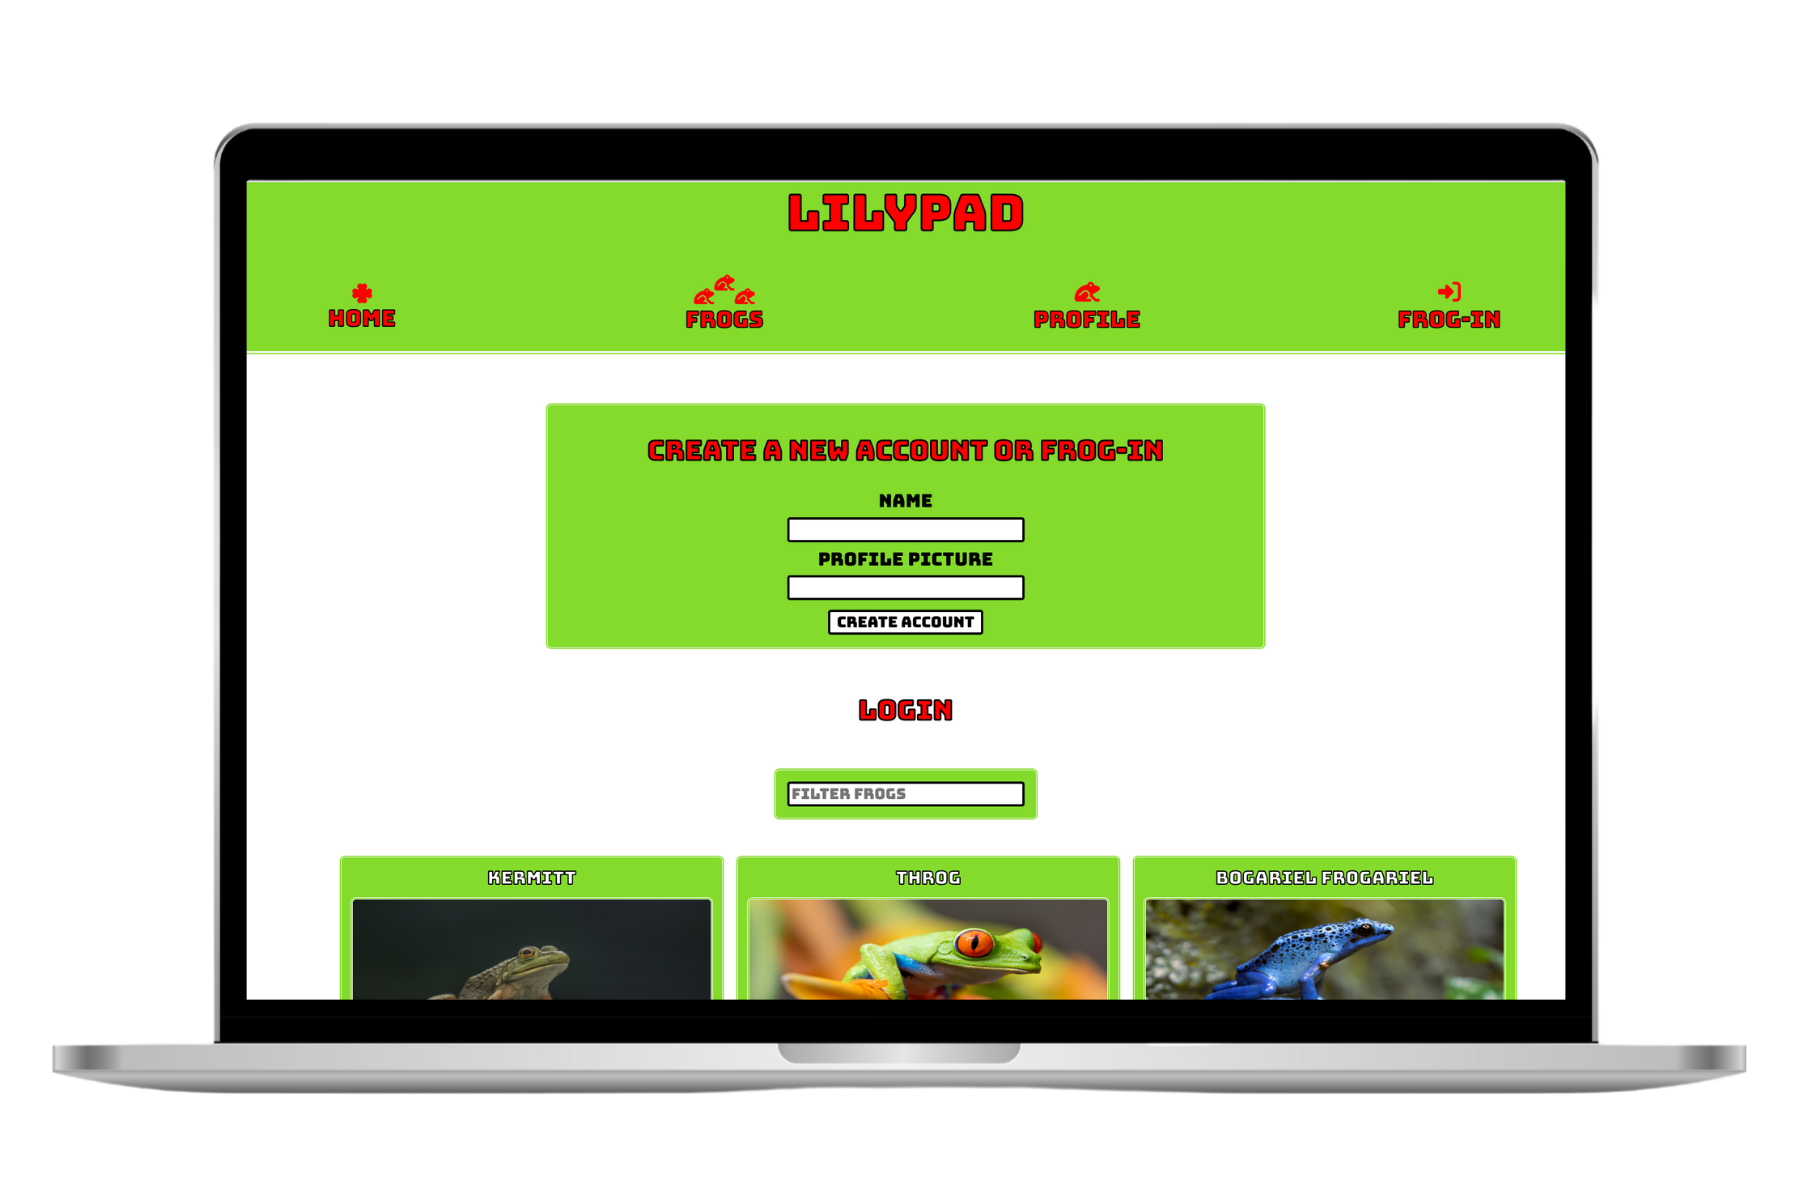 LILYPAD
HOME FROGS PROFILE FROG-IN
CREATE A NEW ACCOUNT OR FROG-IN
NAME
PROFILE PICTURE
CREATE ACCOUNT
LOGIN
FILTER FROGS
KERMITT THROG BOGARIEL FROGARIEL